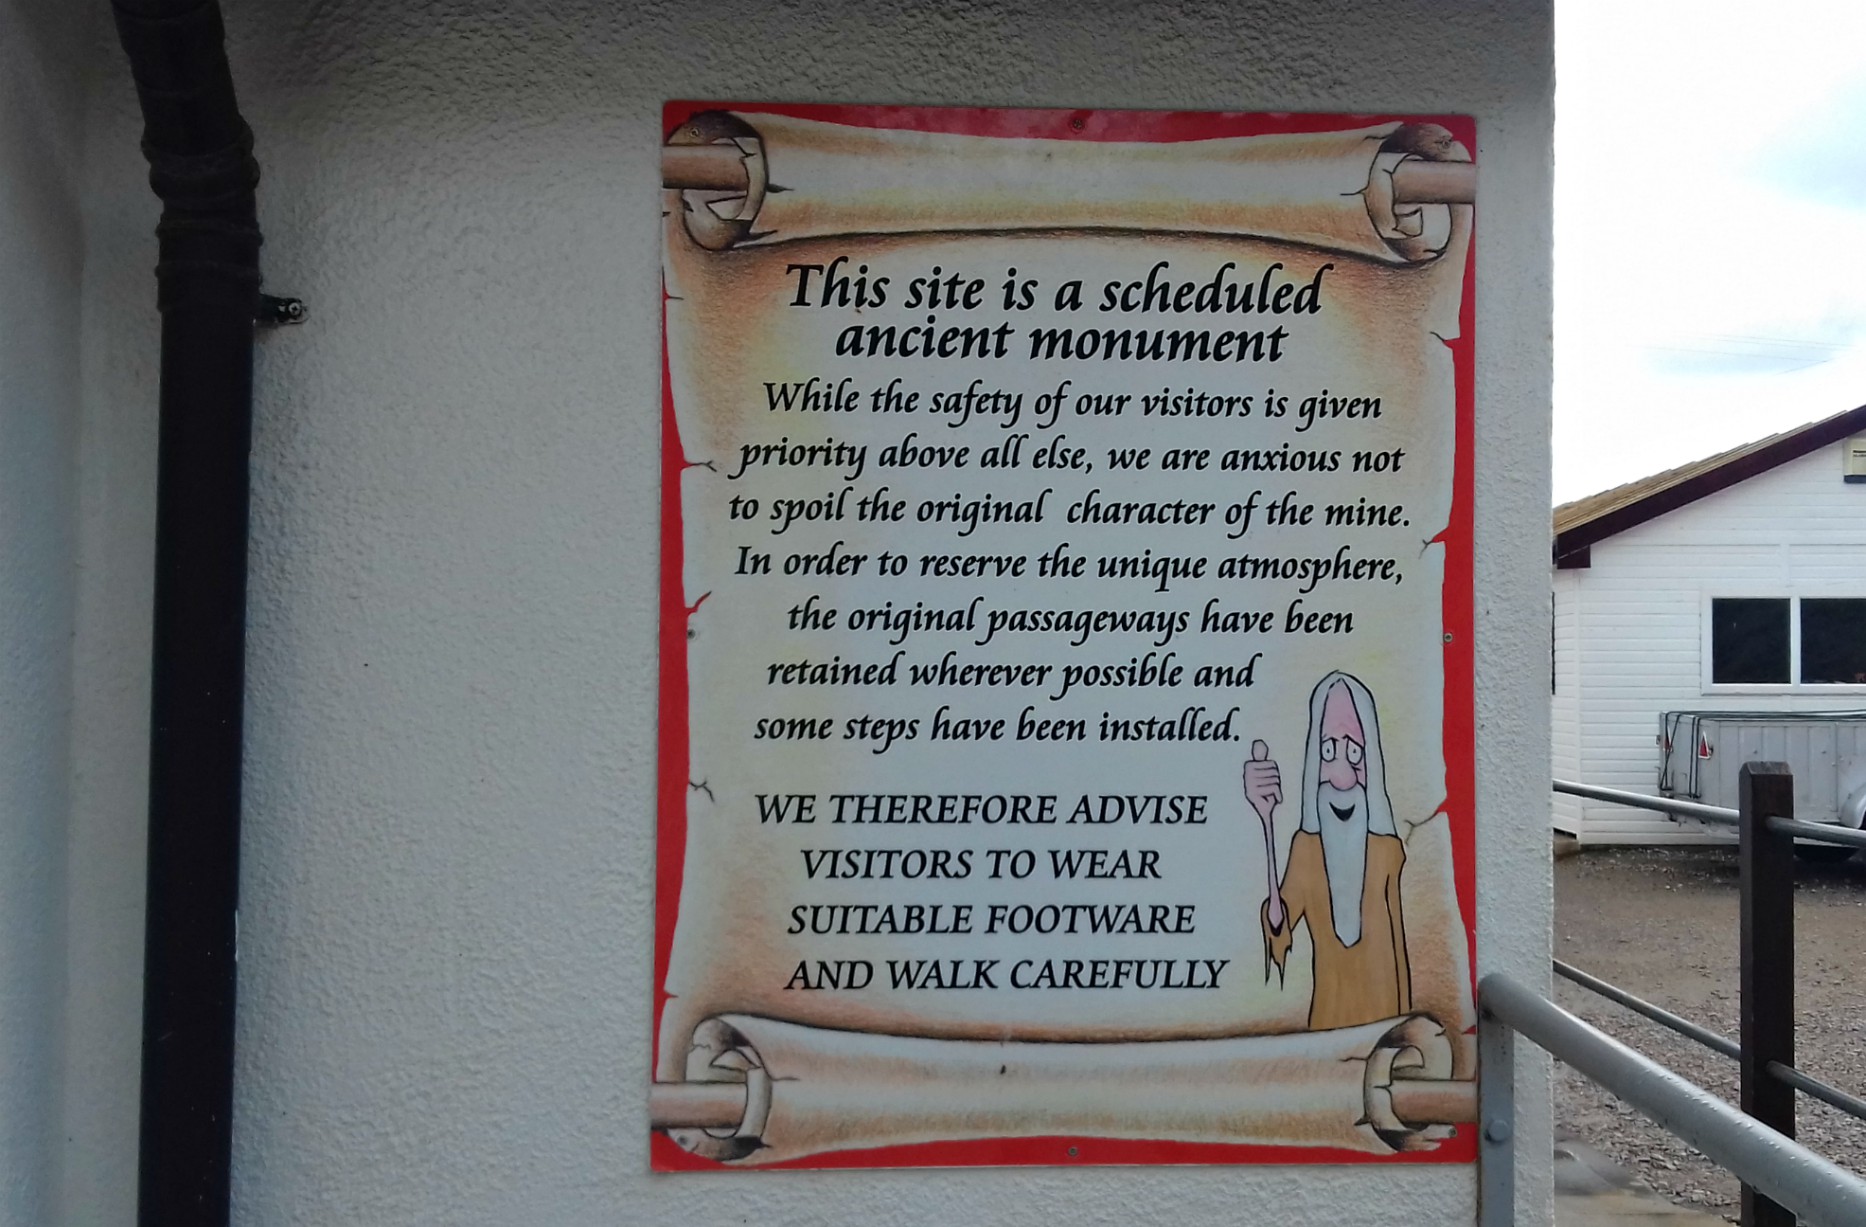 This site is a scheduled
ancient monument
While the safety of our visitors is given
priority above all else, we are anxious not
to spoil the original character of the mine.
In order to reserve the unique atmosphere,
the original passageways have been
retained wherever possible and
some steps have been installed.
WE THEREFORE ADVISE
VISITORS TO WEAR
SUITABLE FOOTWARE
AND WALK CAREFULLY